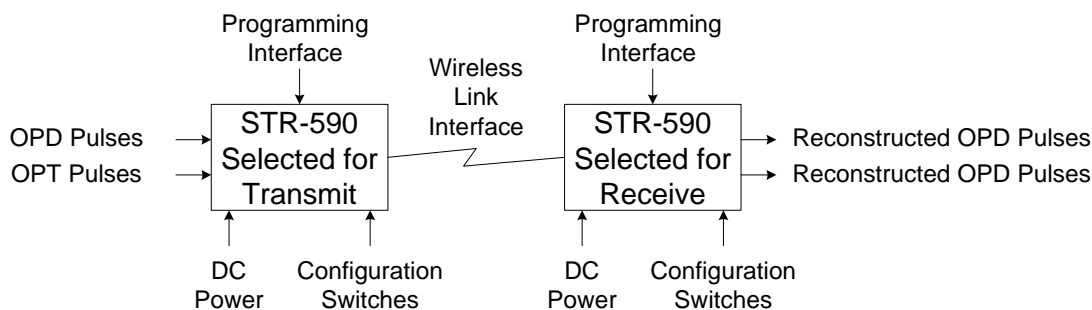 Programming
Interface
Programming
Interface
Wireless
Link
Interface
OPD Pulses
OPT Pulses
STR-590
Selected for
Transmit
STR-590
Selected for
Receive
Reconstructed OPD Pulses
Reconstructed OPD Pulses
DC
Power
Configuration
Switches
DC
Power
Configuration
Switches